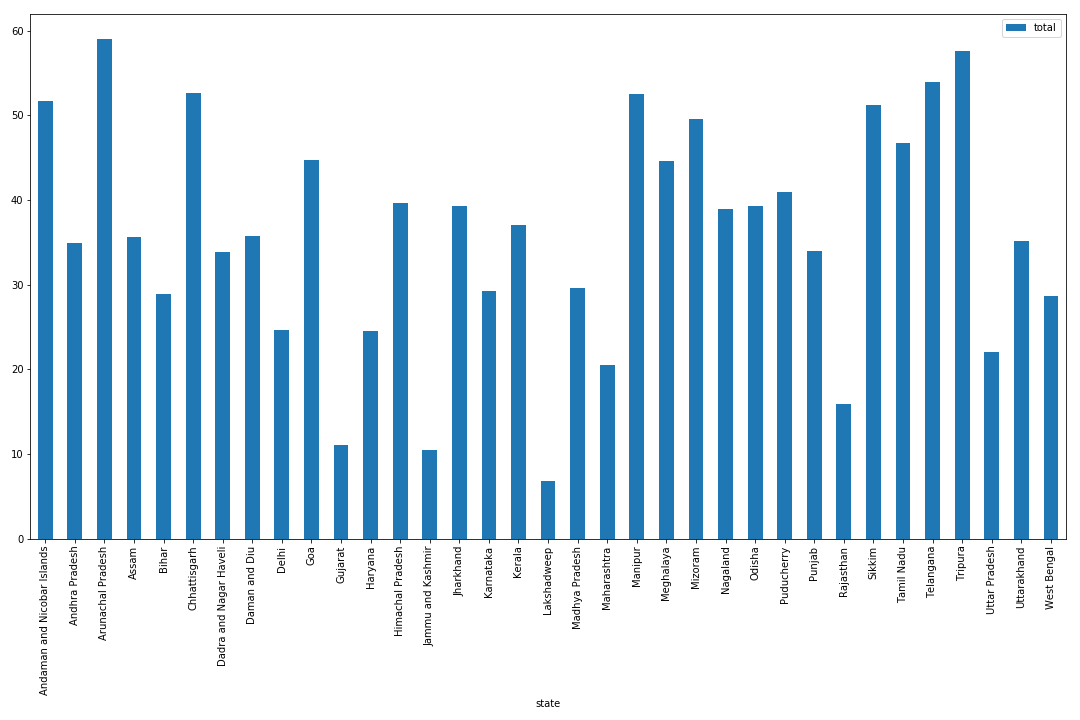 total
60
50
40
30
20
10
0
Andaman and Nicobar Islands
Andhra Pradesh
Arunachal Pradesh
Assam
Bihar
Chhattisgarh
Dadra and Nagar Haveli
Daman and Diu
Delhi
Goa
Gujarat
Haryana
Himachal Pradesh
Jammu and Kashmir
Jharkhand
Karnataka
Kerala
Lakshadweep
Madhya Pradesh
Maharashtra
Manipur
Meghalaya
Mizoram
Nagaland
Odisha
Puducherry
Punjab
Rajasthan
Sikkim
Tamil Nadu
Telangana
Tripura
Uttar Pradesh
Uttarakhand
West Bengal
state